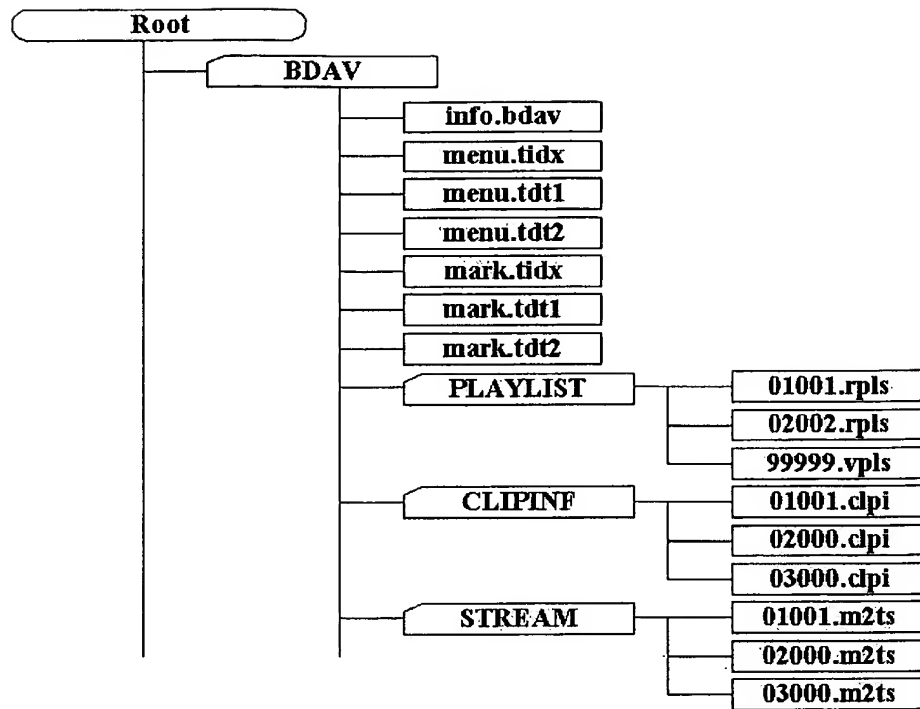 Root
BDAV
info.bdav
menu.tidx
menu.tdt1
menu.tdt2
mark.tidx
mark.tdt1
mark.tdt2
PLAYLIST
01001.rpls
02002.rpls
99999.vpls
CLIPINF
01001.clpi
02000.clpi
03000.clpi
STREAM
01001.m2ts
02000.m2ts
03000.m2ts